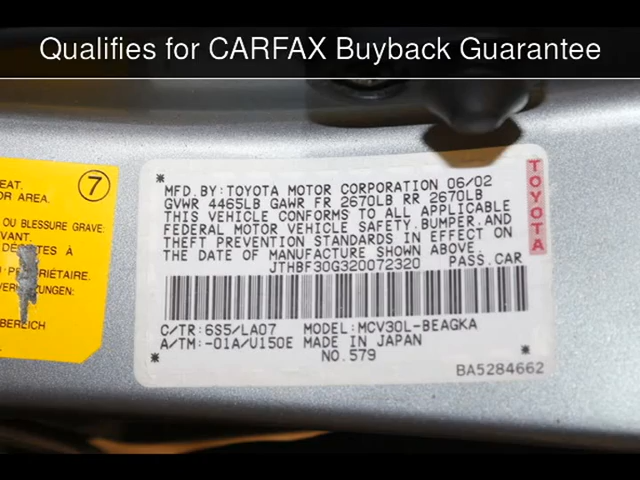 Qualifies for CARFAX Buyback Guarantee
EAT.
OR AREA.
7
OU BLESSURE GRAVE
VANT.
DESTITES À
PROPRIÉTAIRE.
BEREICH
MFD. BY: TOYOTA MOTOR CORPORATION 06/02
GVWR 4465LB GAWR FR 2670LB RR 2670LB
THIS VEHICLE CONFORMS TO ALL APPLICABLE
FEDERAL MOTOR VEHICLE SAFETY, BUMPER, AND
THEFT PREVENTION STANDARDS IN EFFECT ON
THE DATE OF MANUFACTURE SHOWN ABOVE.
JTHBF30G320072320 PASS. CAR
C/TR: 6S5/LA07 MODEL: MCV30L-BEAGKA
A/TM: -01A/U150E MADE IN JAPAN
NO. 579
BA5284662
TOYOTA